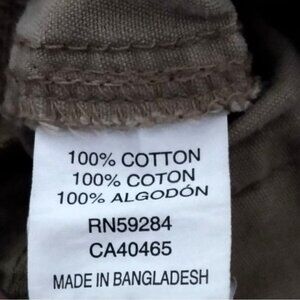 100% COTTON
100% COTON
100% ALGODÓN
RN59284
CA40465
MADE IN BANGLADESH